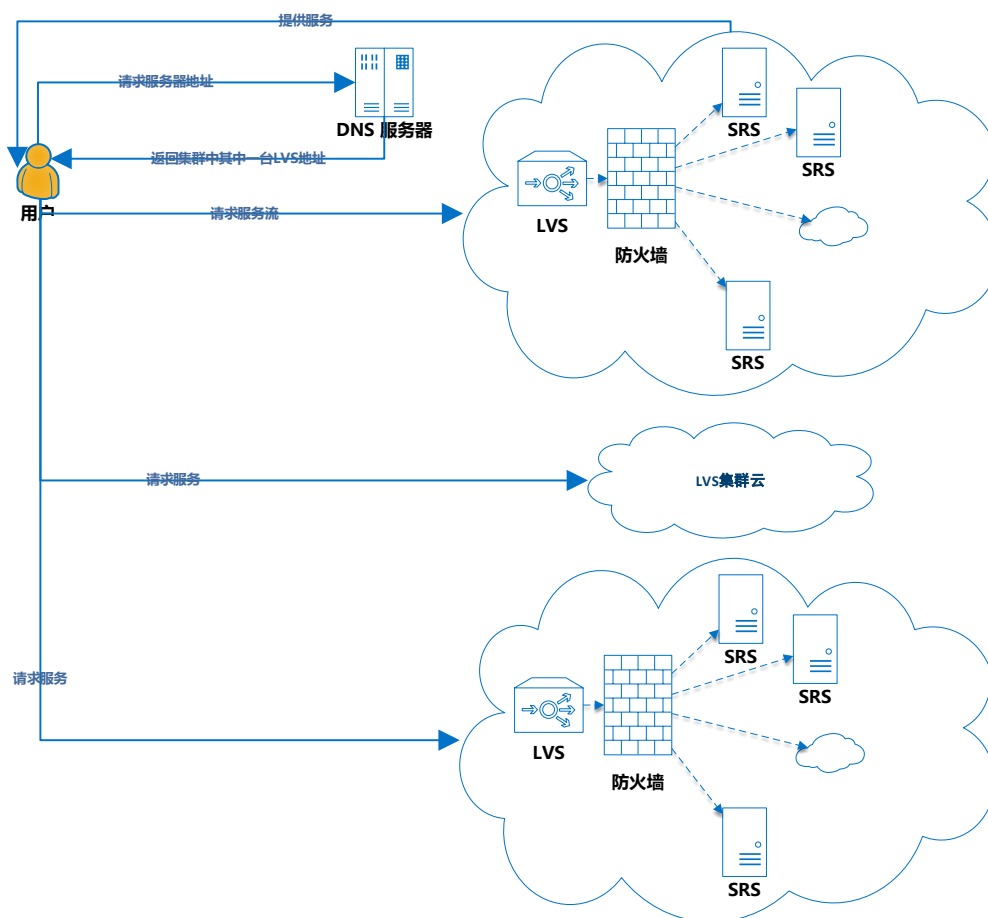 提供服务
请求服务器地址
DNS 服务器
SRS
返回集群中其中一台LVS地址
SRS
用户
请求服务流
LVS
防火墙
SRS
请求服务
LVS集群云
SRS
请求服务
SRS
LVS
防火墙
SRS